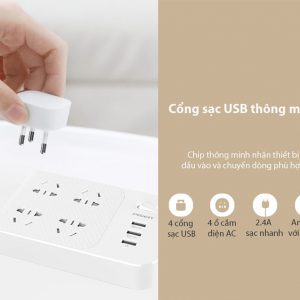 Cổng sạc USB thông m
Chip thông minh nhận thiết bị
đầu vào và chuyển dòng phù hợ
4 cổng
sạc USB
4 ổ cắm
điện AC
2.4A
sạc nhanh
An
với